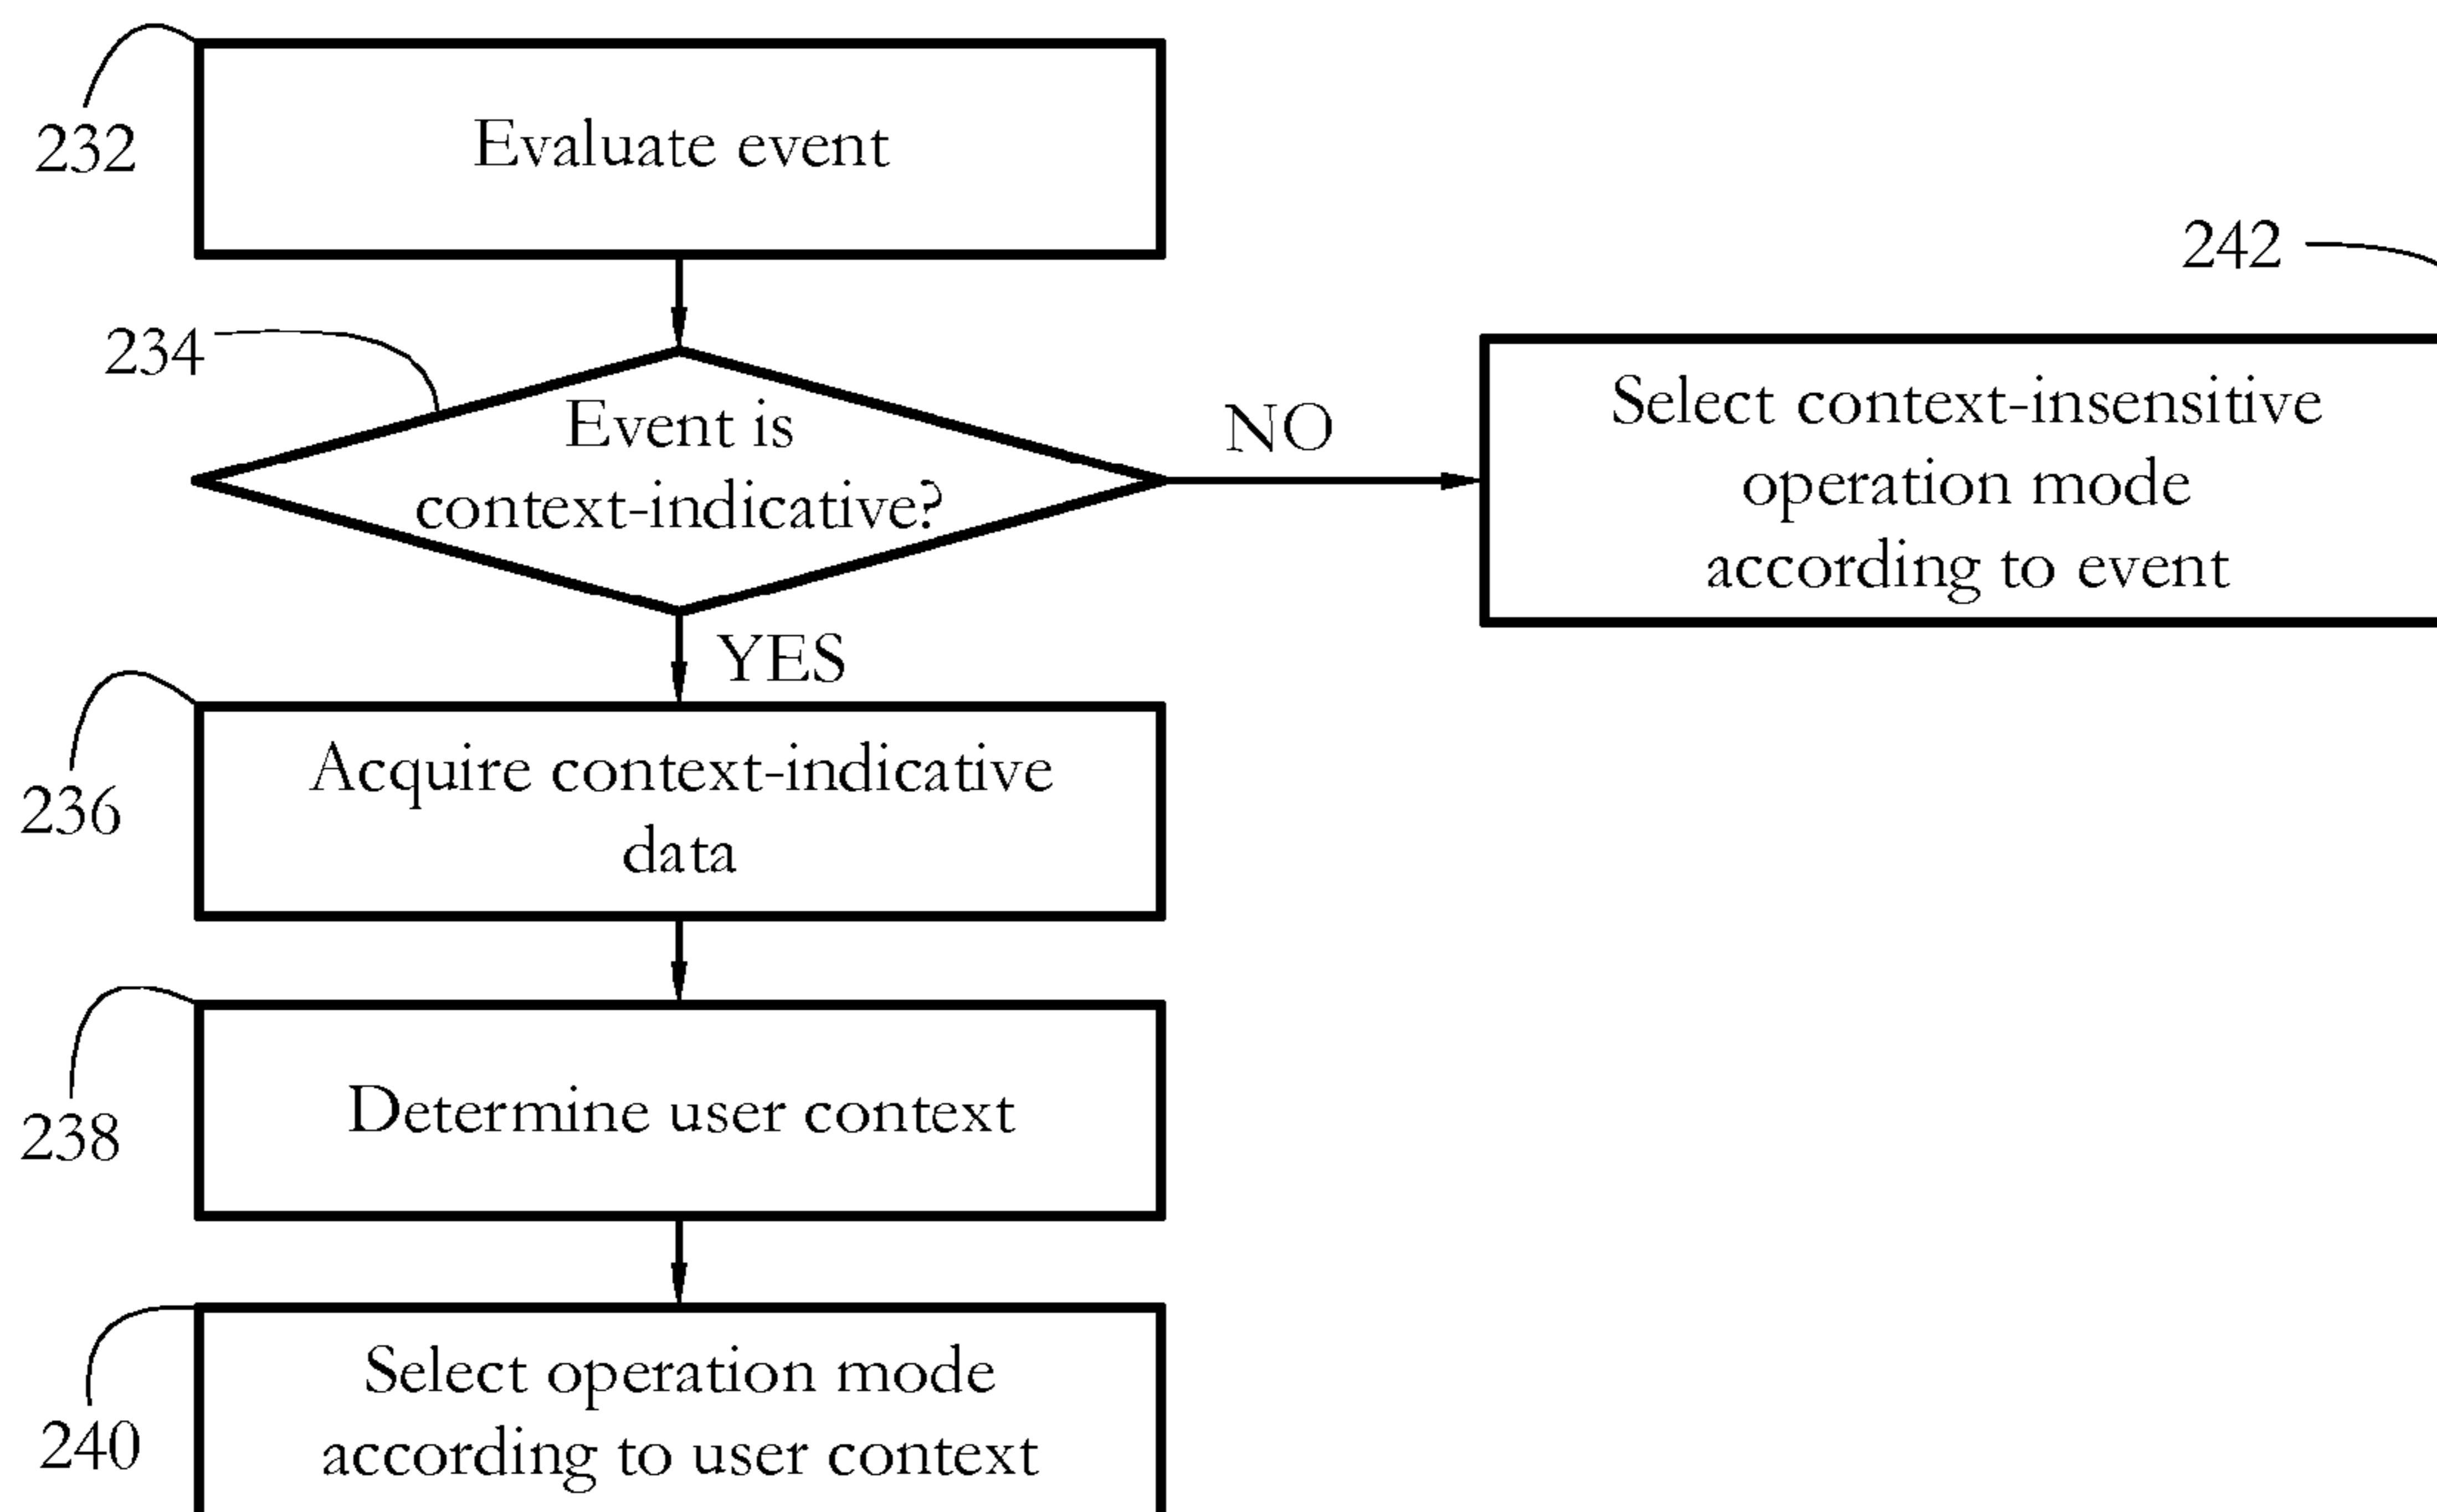 232
Evaluate event
242
234
Event is
context-indicative?
NO
Select context-insensitive
operation mode
according to event
YES
236
Acquire context-indicative
data
238
Determine user context
240
Select operation mode
according to user context